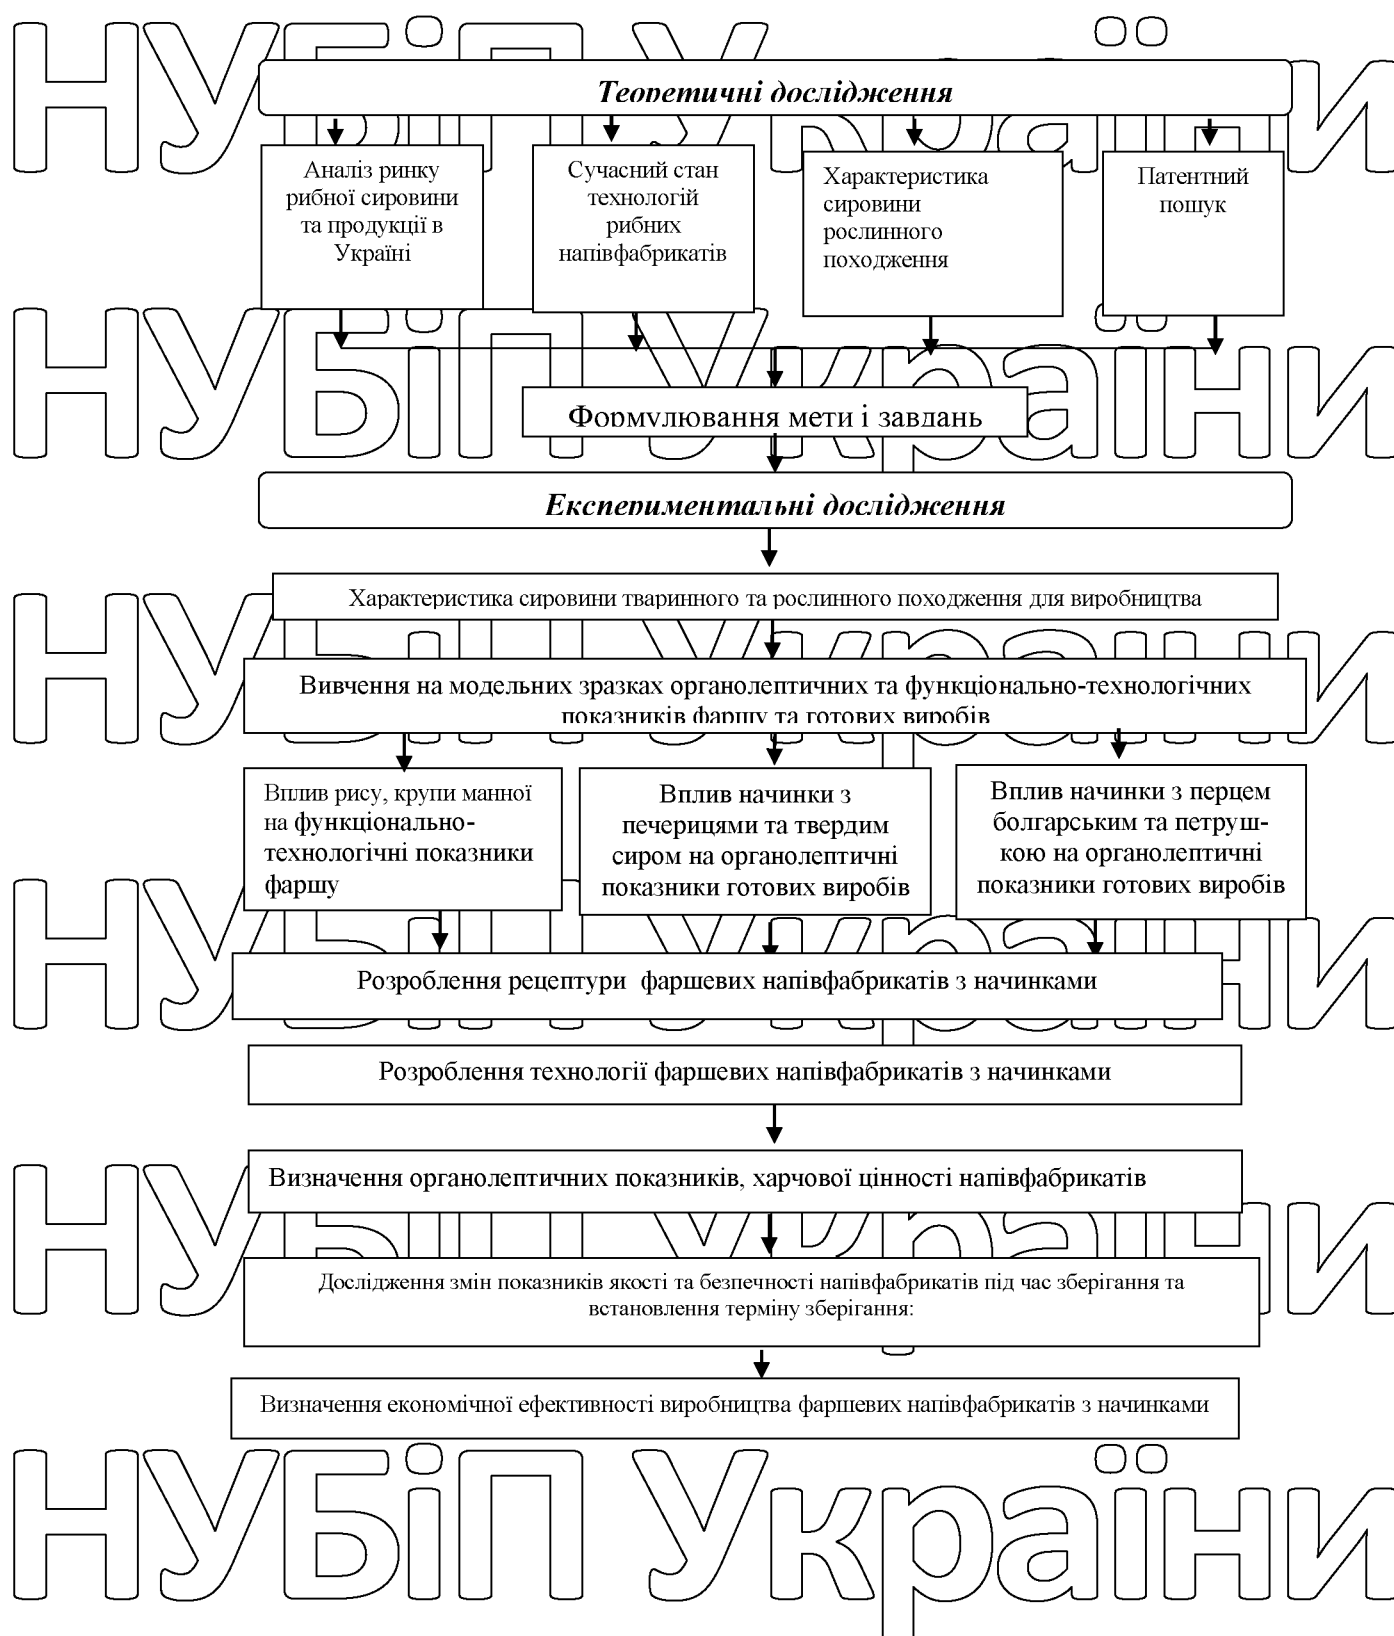 НУБіП України
Теоретичні дослідження
Аналіз ринку
рибної сировини
та продукції в
Україні
Сучасний стан
технологій
рибних
напівфабрикатів
Характеристика
сировини
рослинного
походження
Патентний
пошук
НУБіП України
Формулювання мети і завдань
Експериментальні дослідження
НУБіП України
Характеристика сировини тваринного та рослинного походження для виробництва
Вивчення на модельних зразках органолептичних та функціонально-технологічних
показників фаршу та готових виробів
Вплив рису, крупи манної
на функціонально-
технологічні показники
фаршу
Вплив начинки з
печерицями та твердим
сиром на органолептичні
показники готових виробів
Вплив начинки з перцем
болгарським та петруш-
кою на органолептичні
показники готових виробів
НУБіП України
Розроблення рецептури фаршевих напівфабрикатів з начинками
Розроблення технології фаршевих напівфабрикатів з начинками
НУБіП України
Визначення органолептичних показників, харчової цінності напівфабрикатів
Дослідження змін показників якості та безпечності напівфабрикатів під час зберігання та
встановлення терміну зберігання:
Визначення економічної ефективності виробництва фаршевих напівфабрикатів з начинками
НУБіП України